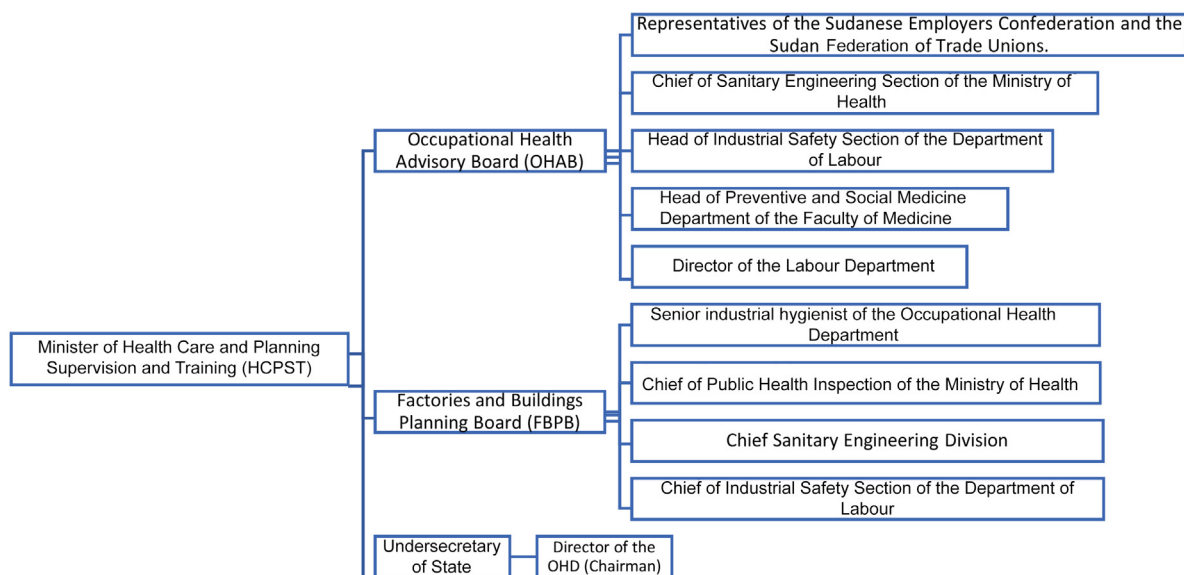 Representatives of the Sudanese Employers Confederation and the
Sudan Federation of Trade Unions.
Chief of Sanitary Engineering Section of the Ministry of
Health
Occupational Health
Advisory Board (OHAB)
Head of Industrial Safety Section of the Department
of Labour
Head of Preventive and Social Medicine
Department of the Faculty of Medicine
Director of the Labour Department
Minister of Health Care and Planning
Supervision and Training (HCPST)
Senior industrial hygienist of the Occupational Health
Department
Chief of Public Health Inspection of the Ministry of Health
Factories and Buildings
Planning Board (FBPB)
Chief Sanitary Engineering Division
Chief of Industrial Safety Section of the Department of
Labour
Undersecretary
of State
Director of the
OHD (Chairman)